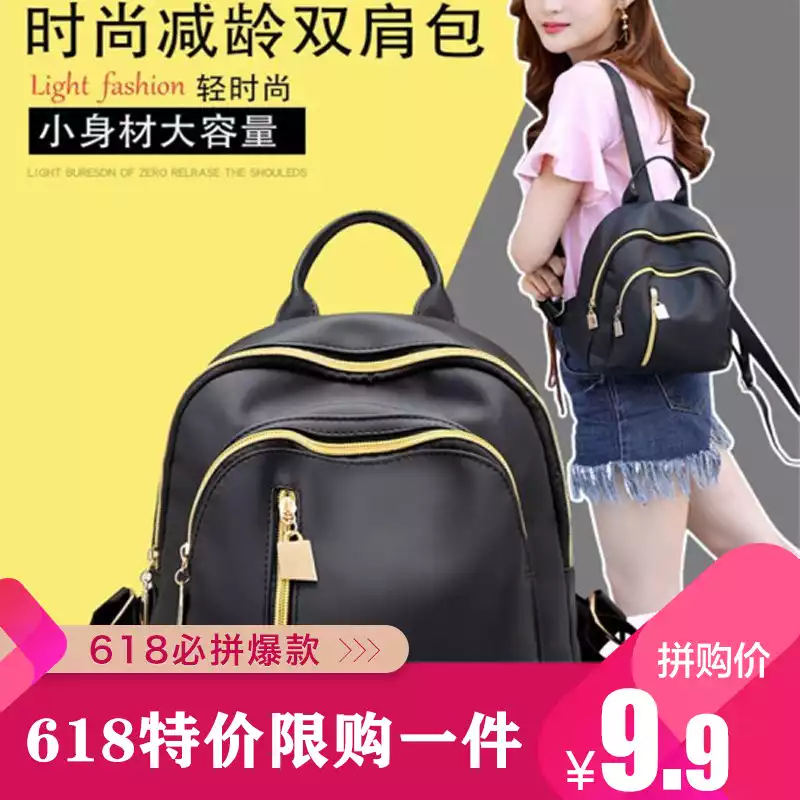 时尚减龄双肩包
Light fashion 轻时尚
小身材大容量
LIGHT BURESDN OF ZERO RELRASE THE SHOULEDS
618必拼爆款 >>>
拼购价
618特价限购一件
¥9.9